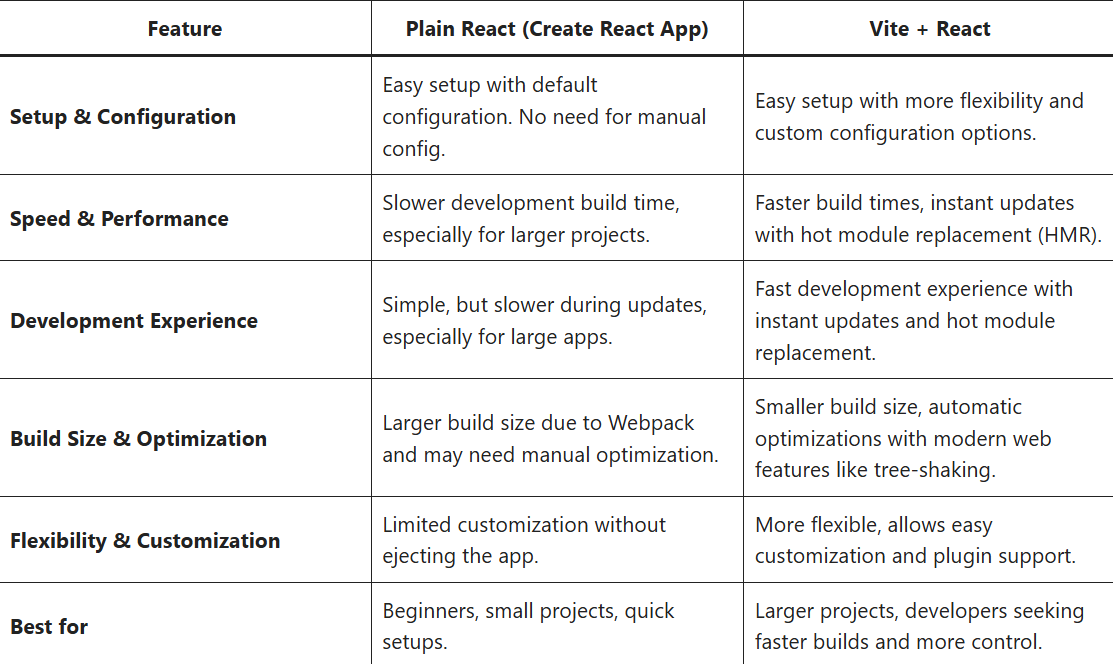 Feature
Plain React (Create React App)
Vite + React
Setup & Configuration
Easy setup with default
configuration. No need for manual
config.
Easy setup with more flexibility and
custom configuration options.
Speed & Performance
Slower development build time,
especially for larger projects.
Faster build times, instant updates
with hot module replacement (HMR).
Development Experience
Simple, but slower during updates,
especially for large apps.
Fast development experience with
instant updates and hot module
replacement.
Build Size & Optimization
Larger build size due to Webpack
and may need manual optimization.
Smaller build size, automatic
optimizations with modern web
features like tree-shaking.
Flexibility & Customization
Limited customization without
ejecting the app.
More flexible, allows easy
customization and plugin support.
Best for
Beginners, small projects, quick
setups.
Larger projects, developers seeking
faster builds and more control.